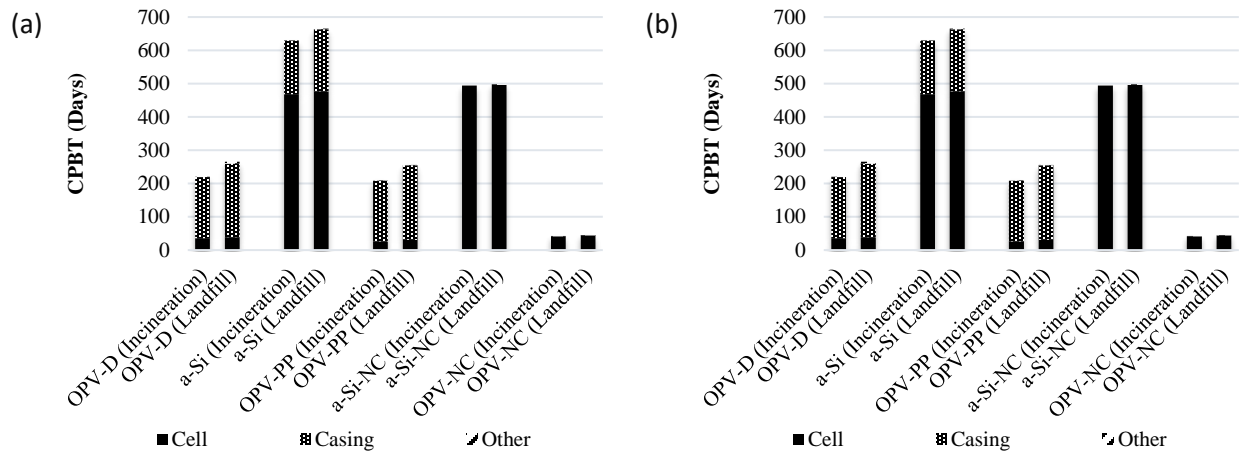 (a)
CPBT (Days)
700
600
500
400
300
200
100
0
OPV-D (Incineration)
OPV-D (Landfill)
a-Si (Incineration)
a-Si (Landfill)
OPV-PP (Incineration)
OPV-PP (Landfill)
a-Si-NC (Incineration)
a-Si-NC (Landfill)
OPV-NC (Incineration)
OPV-NC (Landfill)
Cell Casing Other
(b)
CPBT (Days)
700
600
500
400
300
200
100
0
OPV-D (Incineration)
OPV-D (Landfill)
a-Si (Incineration)
a-Si (Landfill)
OPV-PP (Incineration)
OPV-PP (Landfill)
a-Si-NC (Incineration)
a-Si-NC (Landfill)
OPV-NC (Incineration)
OPV-NC (Landfill)
Cell Casing Other